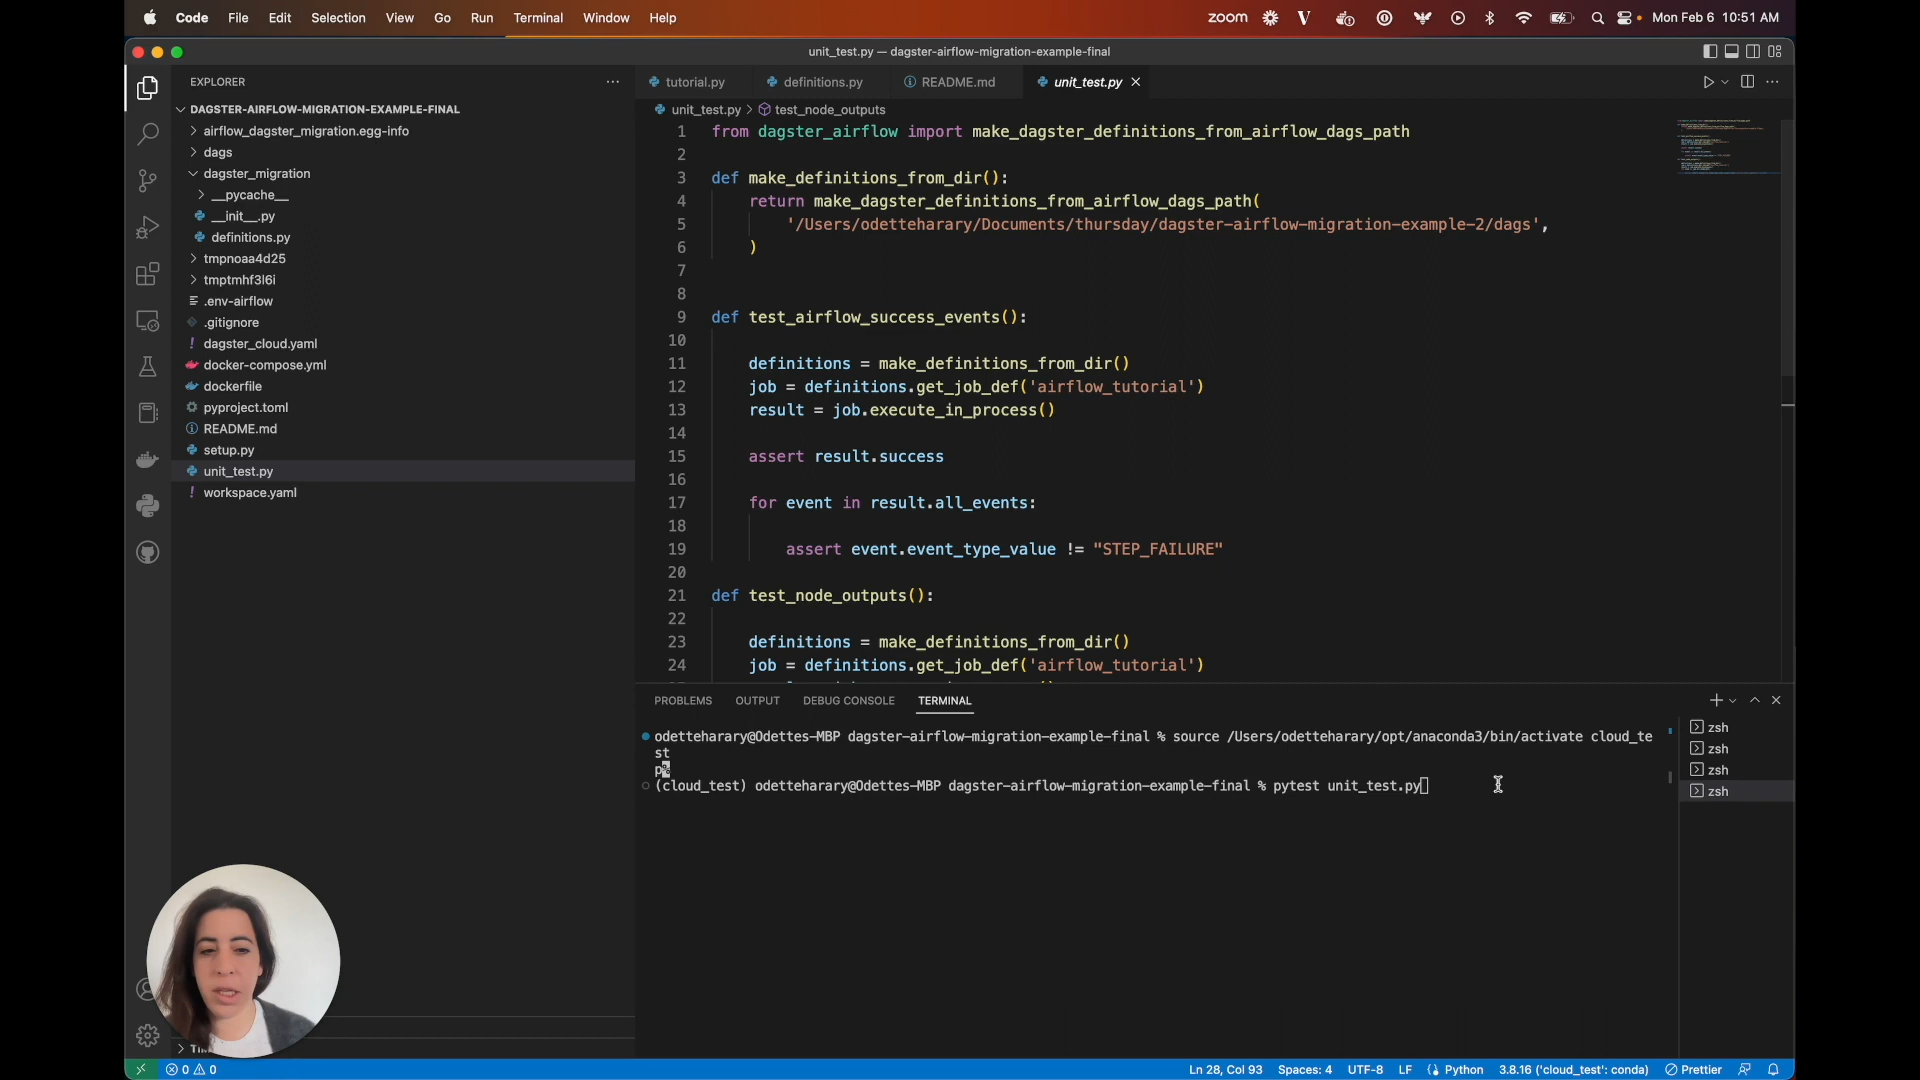 Code File Edit Selection View Go Run Terminal Window Help
zoom Mon Feb 6 10:51 AM
unit_test.py — dagster-airflow-migration-example-final
EXPLORER
DAGSTER-AIRFLOW-MIGRATION-EXAMPLE-FINAL
airflow_dagster_migration.egg-info
dags
dagster_migration
__pycache__
__init__.py
definitions.py
tmpnoaa4d25
tmptmhf3l6i
.env-airflow
.gitignore
dagster_cloud.yaml
docker-compose.yml
dockerfile
pyproject.toml
README.md
setup.py
unit_test.py
workspace.yaml
tutorial.py definitions.py README.md unit_test.py
unit_test.py > test_node_outputs
1 from dagster_airflow import make_dagster_definitions_from_airflow_dags_path
2
3 def make_definitions_from_dir():
4 return make_dagster_definitions_from_airflow_dags_path(
5 '/Users/odetteharary/Documents/thursday/dagster-airflow-migration-example-2/dags',
6 )
7
8
9 def test_airflow_success_events():
10
11 definitions = make_definitions_from_dir()
12 job = definitions.get_job_def('airflow_tutorial')
13 result = job.execute_in_process()
14
15 assert result.success
16
17 for event in result.all_events:
18
19 assert event.event_type_value != "STEP_FAILURE"
20
21 def test_node_outputs():
22
23 definitions = make_definitions_from_dir()
24 job = definitions.get_job_def('airflow_tutorial')
PROBLEMS OUTPUT DEBUG CONSOLE TERMINAL
odetteharary@Odettes-MBP dagster-airflow-migration-example-final % source /Users/odetteharary/opt/anaconda3/bin/activate cloud_te
st
p%
(cloud_test) odetteharary@Odettes-MBP dagster-airflow-migration-example-final % pytest unit_test.py
zsh
zsh
zsh
zsh
0 0 Ln 28, Col 93 Spaces: 4 UTF-8 LF Python 3.8.16 ('cloud_test': conda) Prettier